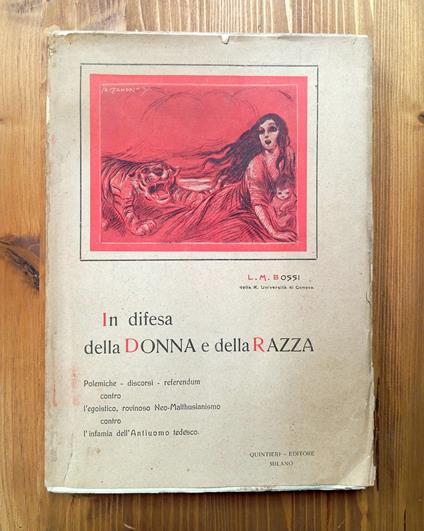 L. M. BOSSI
della R. Università di Genova
In difesa
della DONNA e della RAZZA
Polemiche - discorsi - referendum
contro
l'egoistico, rovinoso Neo-Malthusianismo
contro
l'infamia dell'Antiuomo tedesco.
QUINTIERI - EDITORE
MILANO